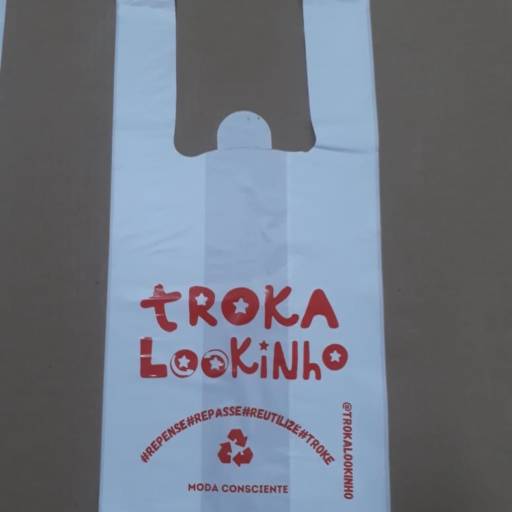 tROKA
LOOKiNhO
#REPENSE#REPASSE#REUTILIZE#TROKE
MODA CONSCIENTE
@TROKALOOKINHO